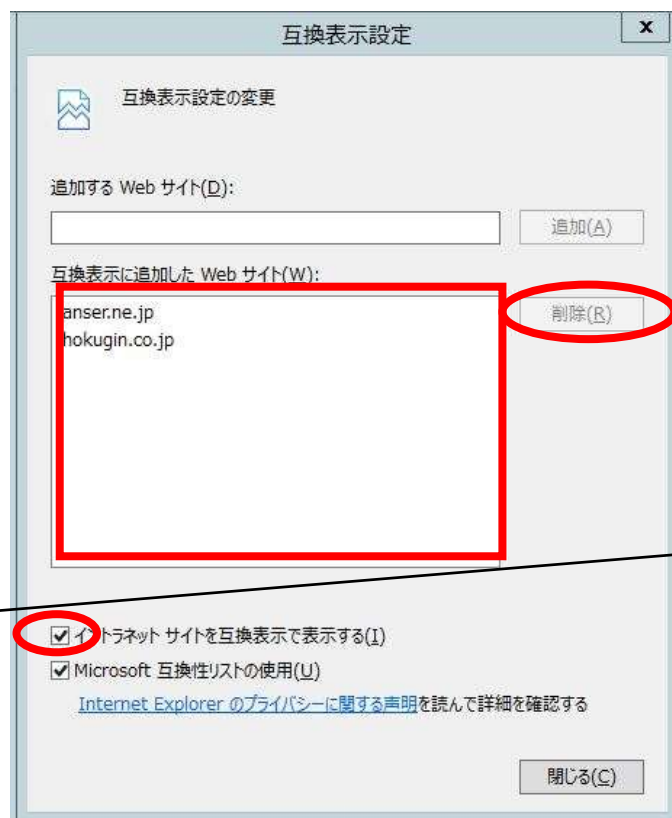 互換表示設定
x
互換表示設定の変更
追加する Web サイト(D):
追加(A)
互換表示に追加した Web サイト(W):
anser.ne.jp
hokugin.co.jp
削除(R)
イントラネット サイトを互換表示で表示する(I)
Microsoft 互換性リストの使用(U)
Internet Explorer のプライバシーに関する声明を読んで詳細を確認する
閉じる(C)